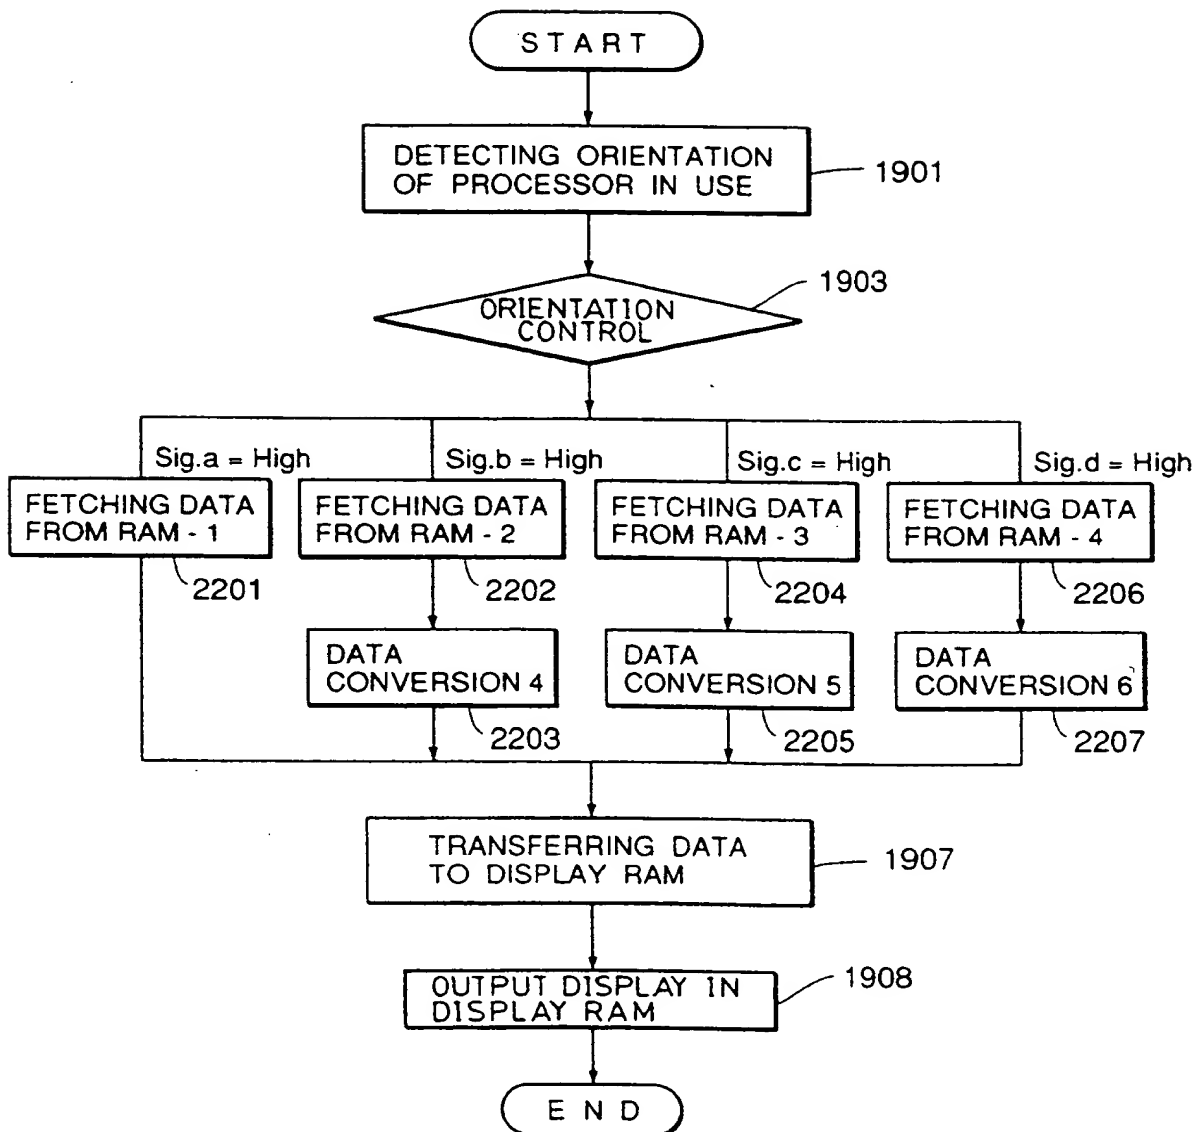 START
DETECTING ORIENTATION
OF PROCESSOR IN USE
1901
1903
ORIENTATION
CONTROL
Sig.a = High
Sig.b = High
Sig.c = High
Sig.d = High
FETCHING DATA
FROM RAM - 1
2201
FETCHING DATA
FROM RAM - 2
2202
FETCHING DATA
FROM RAM - 3
2204
FETCHING DATA
FROM RAM - 4
2206
DATA
CONVERSION 4
2203
DATA
CONVERSION 5
2205
DATA
CONVERSION 6
2207
TRANSFERRING DATA
TO DISPLAY RAM
1907
OUTPUT DISPLAY IN
DISPLAY RAM
1908
END